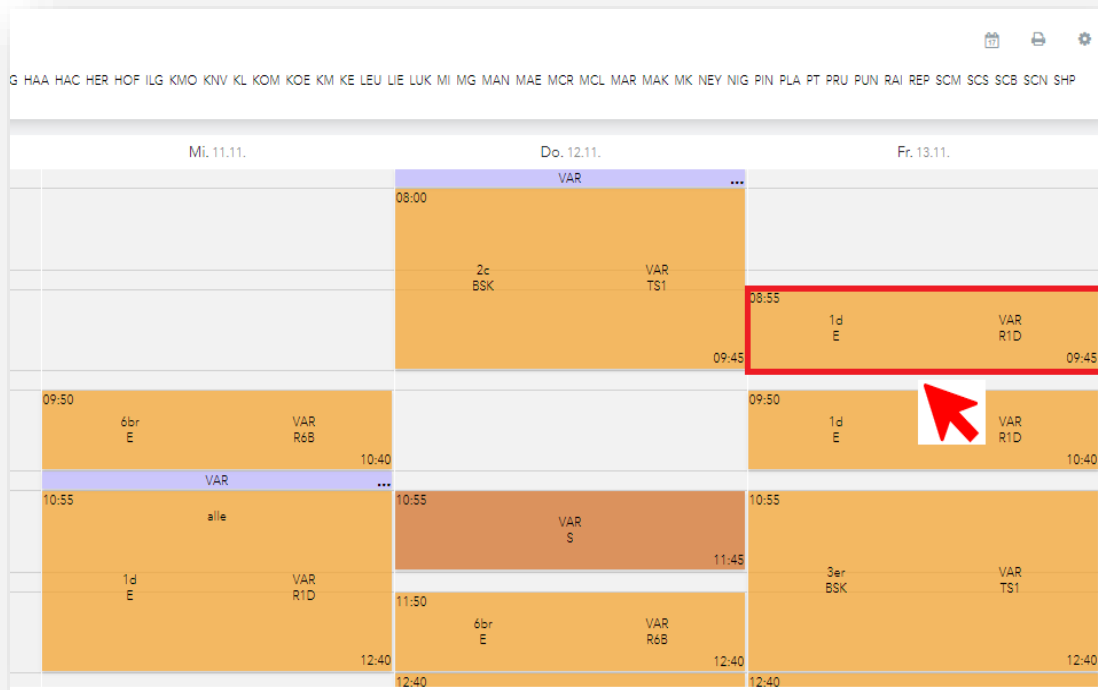 17
G HAA HAC HER HOF ILG KMO KNV KL KOM KOE KM KE LEU LIE LUK MI MG MAN MAE MCR MCL MAR MAK MK NEY NIG PIN PLA PT PRU PUN RAI REP SCM SCS SCB SCN SHP
Mi. 11.11.
Do. 12.11.
Fr. 13.11.
VAR ...
08:00
2c VAR
BSK TS1
09:45
08:55
1d VAR
E R1D
09:45
09:50
6br VAR
E R6B
10:40
09:50
1d VAR
E R1D
10:40
VAR ...
10:55
alle
1d VAR
E R1D
12:40
10:55
VAR
S
11:45
10:55
3er VAR
BSK TS1
12:40
11:50
6br VAR
E R6B
12:40
12:40
12:40